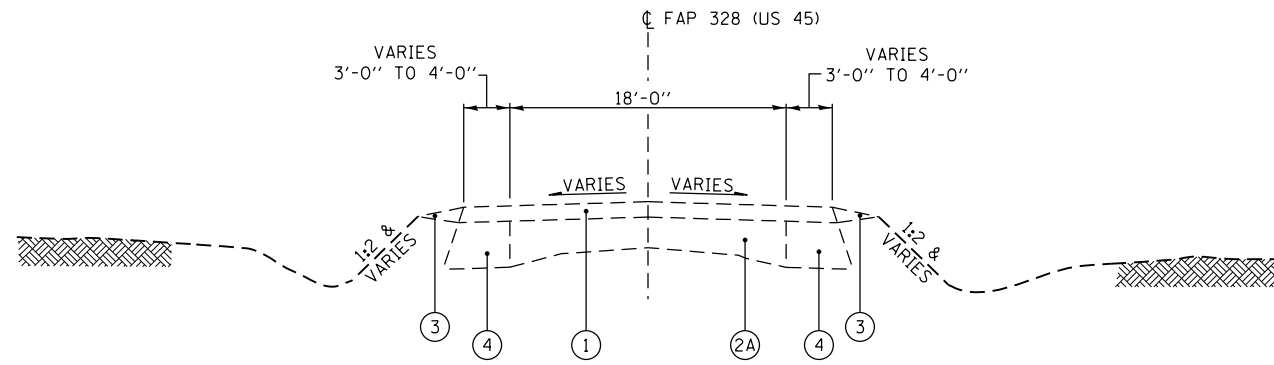 ℄ FAP 328 (US 45)
VARIES
3'-0" TO 4'-0"
VARIES
3'-0" TO 4'-0"
18'-0"
VARIES
VARIES
1:2 &
VARIES
1:2 &
VARIES
3
4
1
2A
4
3